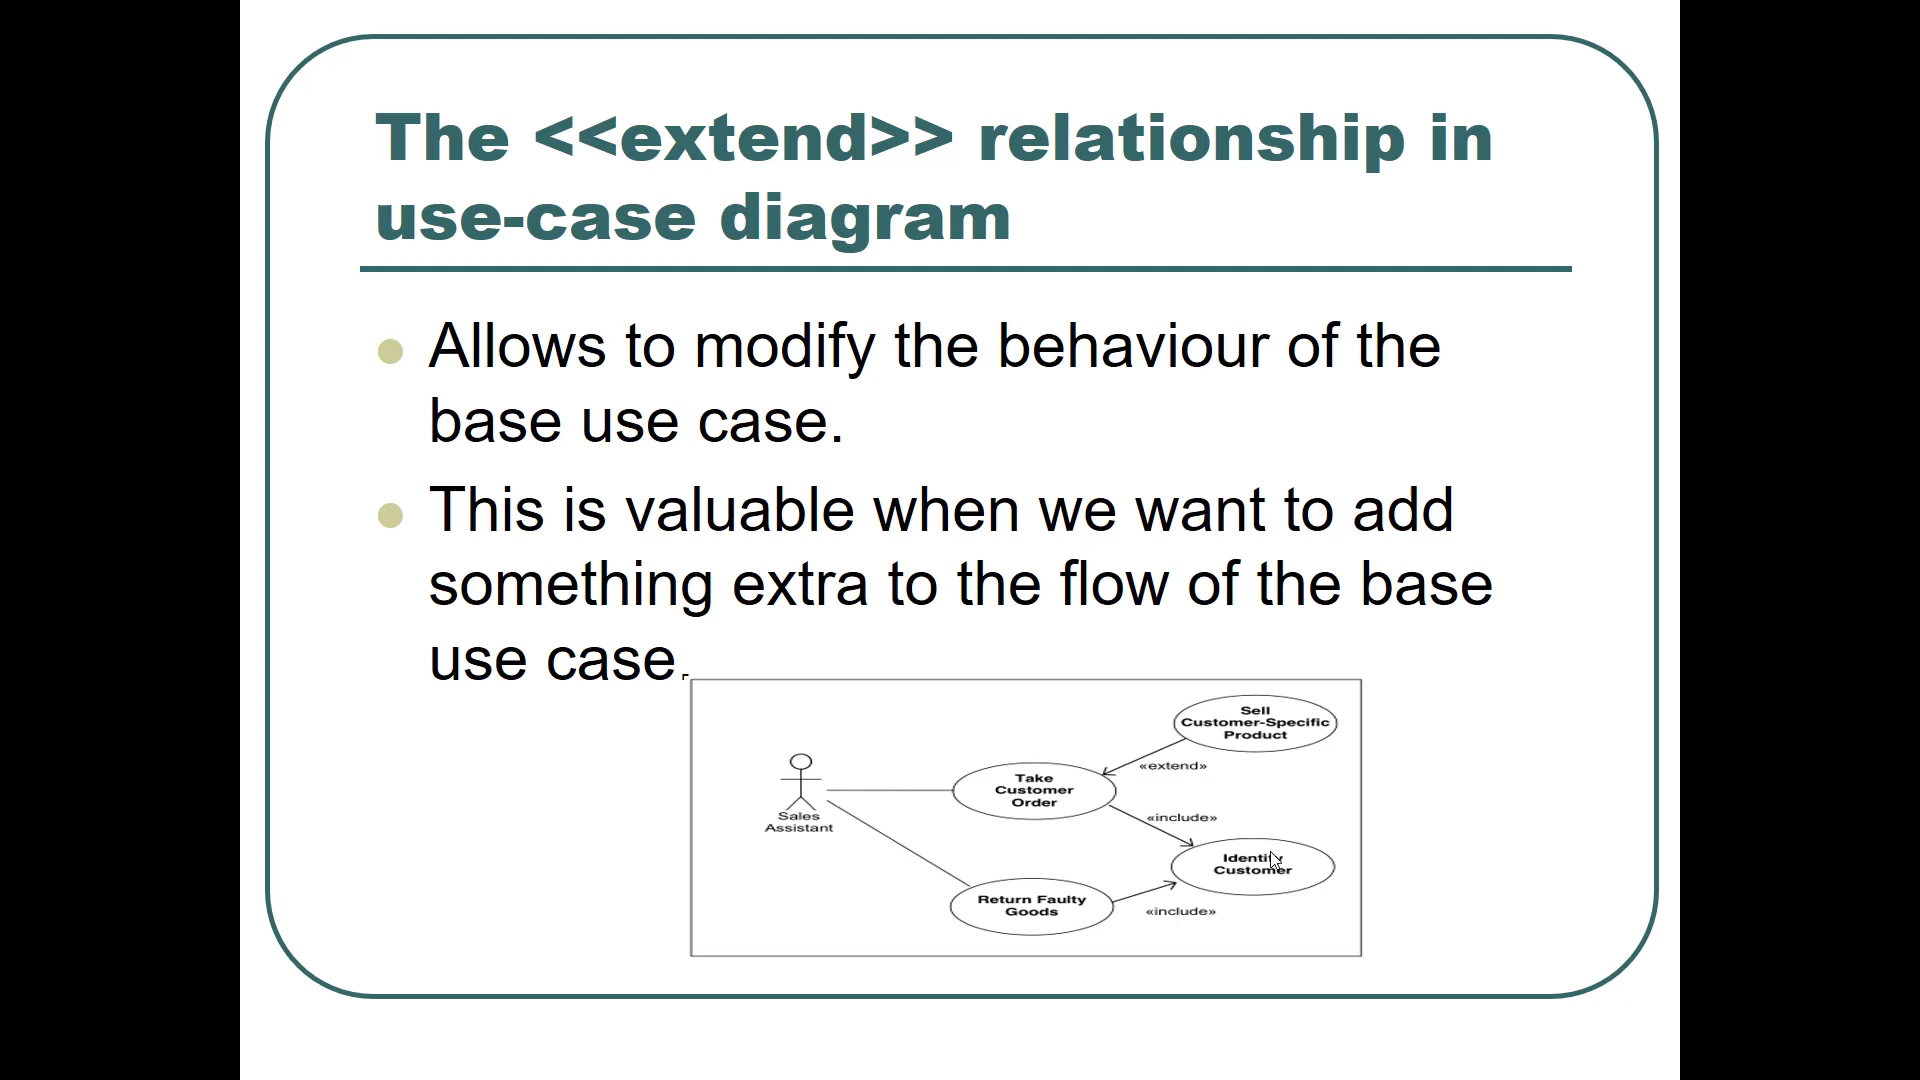 The <<extend>> relationship in
use-case diagram
Allows to modify the behaviour of the
base use case.
This is valuable when we want to add
something extra to the flow of the base
use case.
Sell
Customer-Specific
Product
«extend»
Take
Customer
Order
Sales
Assistant
«include»
Identify
Customer
Return Faulty
Goods
«include»